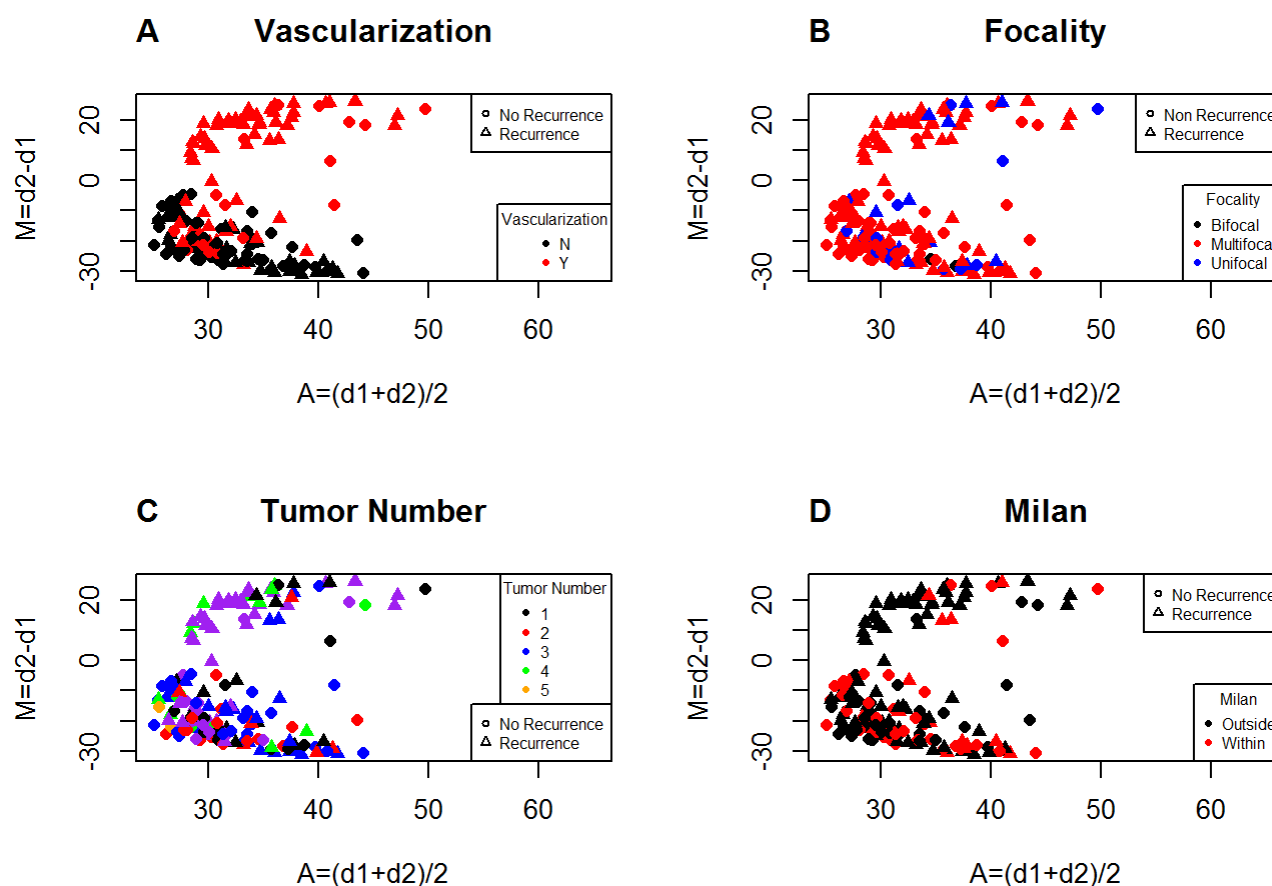 A Vascularization
M=d2-d1
20
0
-30
30 40 50 60
A=(d1+d2)/2
No Recurrence
Recurrence
Vascularization
N
Y
B Focality
M=d2-d1
20
0
-30
30 40 50 60
A=(d1+d2)/2
Non Recurrence
Recurrence
Focality
Bifocal
Multifocal
Unifocal
C Tumor Number
M=d2-d1
20
0
-30
30 40 50 60
A=(d1+d2)/2
Tumor Number
1
2
3
4
5
No Recurrence
Recurrence
D Milan
M=d2-d1
20
0
-30
30 40 50 60
A=(d1+d2)/2
No Recurrence
Recurrence
Milan
Outside
Within